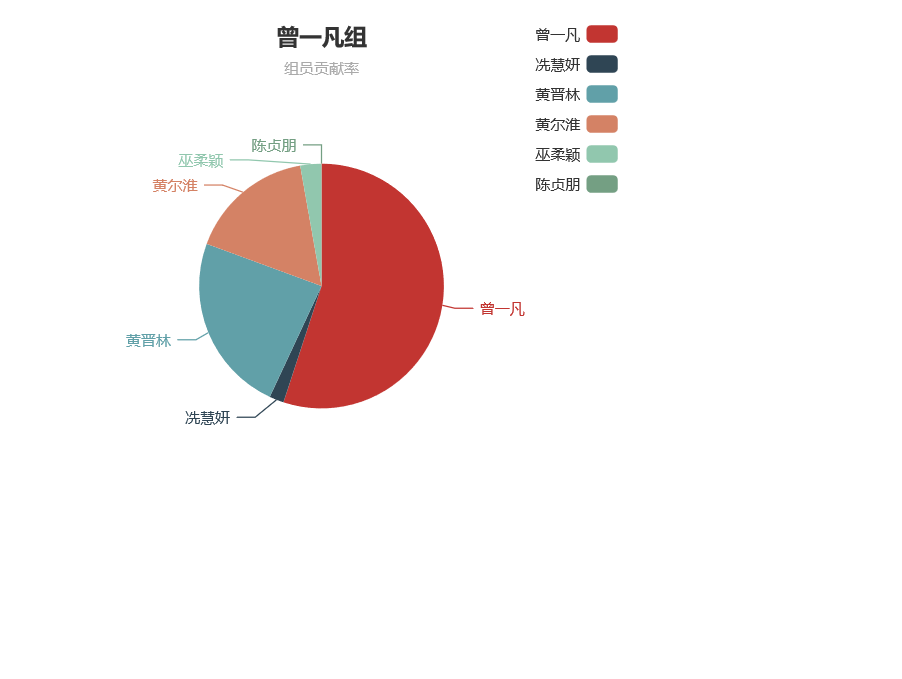 曾一凡组
组员贡献率
曾一凡
冼慧妍
黄晋林
黄尔淮
巫柔颖
陈贞朋
陈贞朋
巫柔颖
黄尔淮
曾一凡
黄晋林
冼慧妍